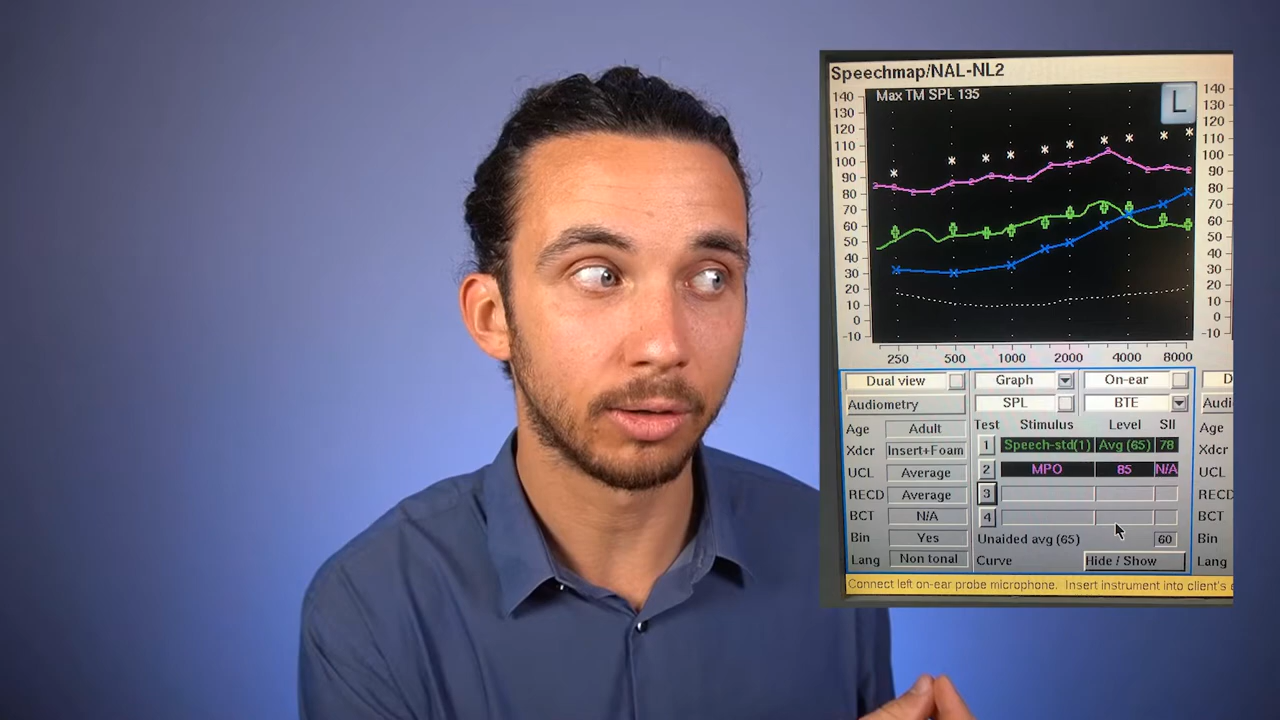 Speechmap/NAL-NL2
Max TM SPL 135
L
140 140
130 130
120 120
110 110
100 100
90 90
80 80
70 70
60 60
50 50
40 40
30 30
20 20
10 10
0 0
-10 -10
250 500 1000 2000 4000 8000
Dual view Graph On-ear
Audiometry SPL BTE
Age Adult Test Stimulus Level SII Age
Xdcr Insert+Foam 1 Speech-std(1) Avg (65) 78 Xdcr
UCL Average 2 MPO 85 N/A UCL
RECD Average 3 RECD
BCT N/A 4 BCT
Bin Yes Unaided avg (65) 60 Bin
Lang Non tonal Curve Hide / Show Lang
Connect left on-ear probe microphone. Insert instrument into client's